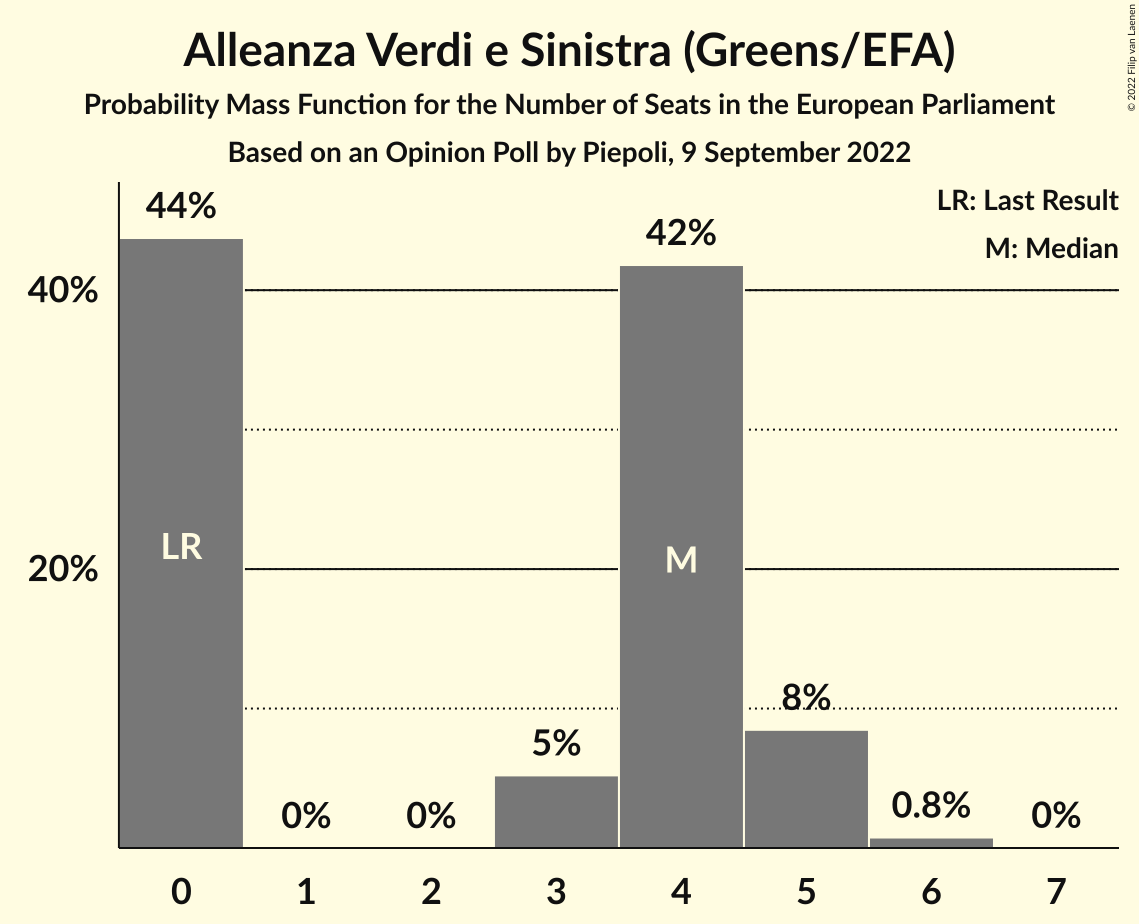 Alleanza Verdi e Sinistra (Greens/EFA)
Probability Mass Function for the Number of Seats in the European Parliament
Based on an Opinion Poll by Piepoli, 9 September 2022
© 2022 Filip van Laenen
LR: Last Result
M: Median
44%
42%
40%
LR
M
20%
8%
5%
0%
0%
0.8%
0%
0
1
2
3
4
5
6
7